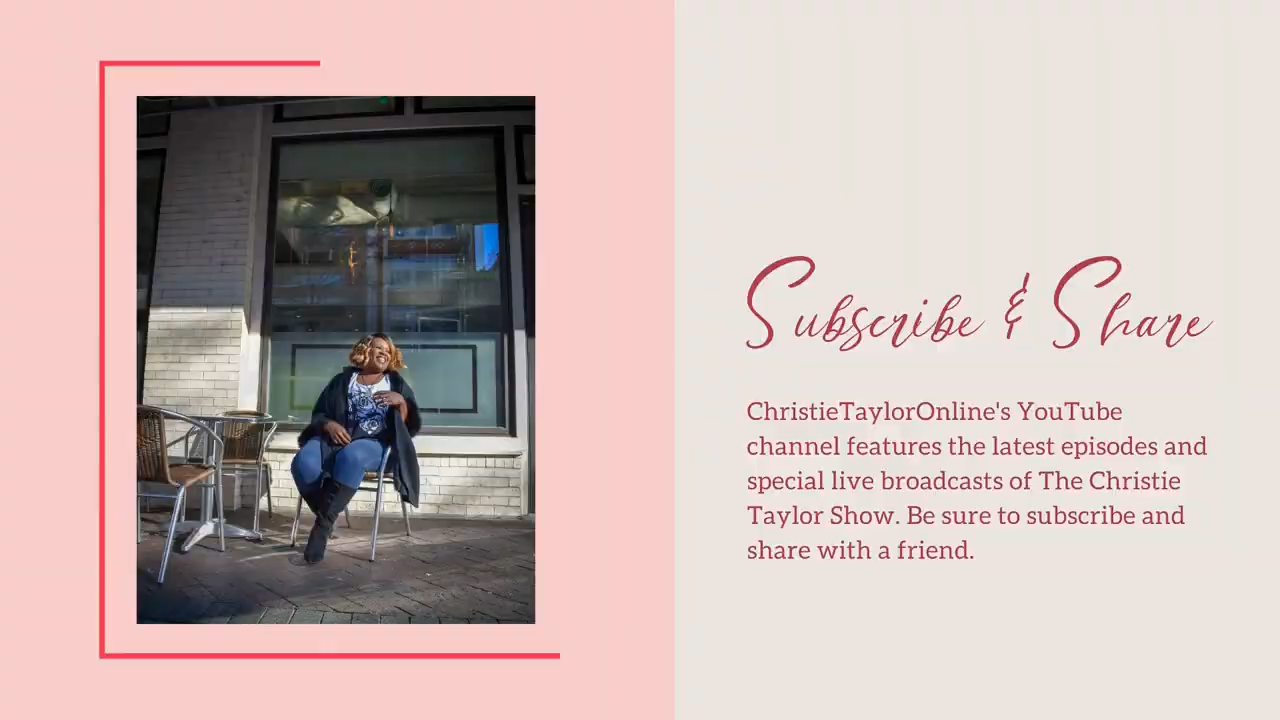 Subscribe & Share
ChristieTaylorOnline's YouTube
channel features the latest episodes and
special live broadcasts of The Christie
Taylor Show. Be sure to subscribe and
share with a friend.